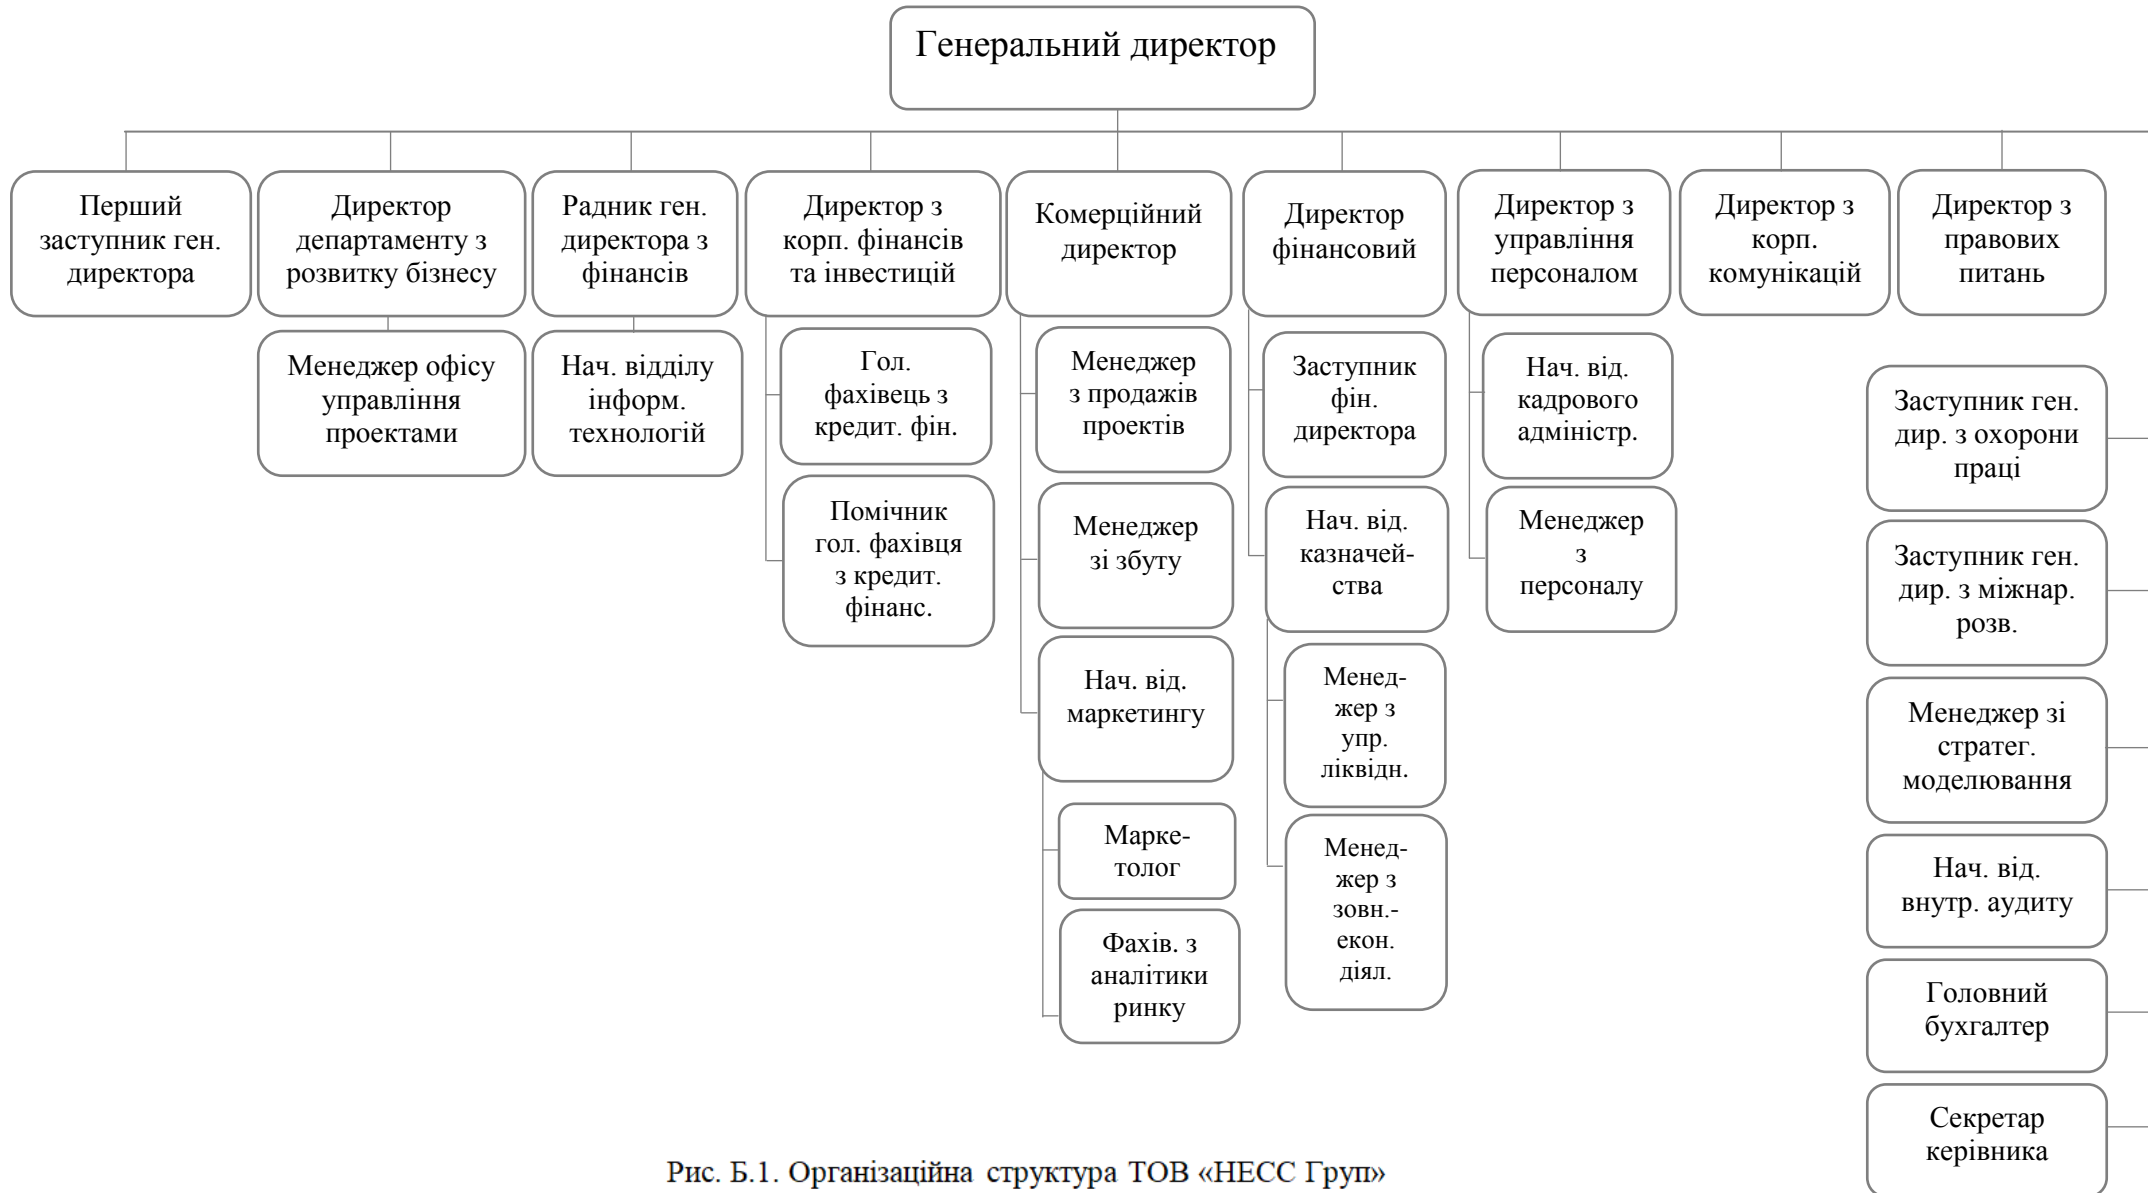 Генеральний директор
Перший
заступник ген.
директора
Директор
департаменту з
розвитку бізнесу
Радник ген.
директора з
фінансів
Директор з
корп. фінансів
та інвестицій
Комерційний
директор
Директор
фінансовий
Директор з
управління
персоналом
Директор з
корп.
комунікацій
Директор з
правових
питань
Менеджер офісу
управління
проектами
Нач. відділу
інформ.
технологій
Гол.
фахівець з
кредит. фін.
Помічник
гол. фахівця
з кредит.
фінанс.
Менеджер
з продажів
проектів
Менеджер
зі збуту
Нач. від.
маркетингу
Марке-
толог
Фахів. з
аналітики
ринку
Заступник
фін.
директора
Нач. від.
казначей-
ства
Менед-
жер з
упр.
ліквідн.
Менед-
жер з
зовн.-
екон.
діял.
Нач. від.
кадрового
адміністр.
Менеджер
з
персоналу
Заступник ген.
дир. з охорони
праці
Заступник ген.
дир. з міжнар.
розв.
Менеджер зі
стратег.
моделювання
Нач. від.
внутр. аудиту
Головний
бухгалтер
Секретар
керівника
Рис. Б.1. Організаційна структура ТОВ «НЕСС Груп»